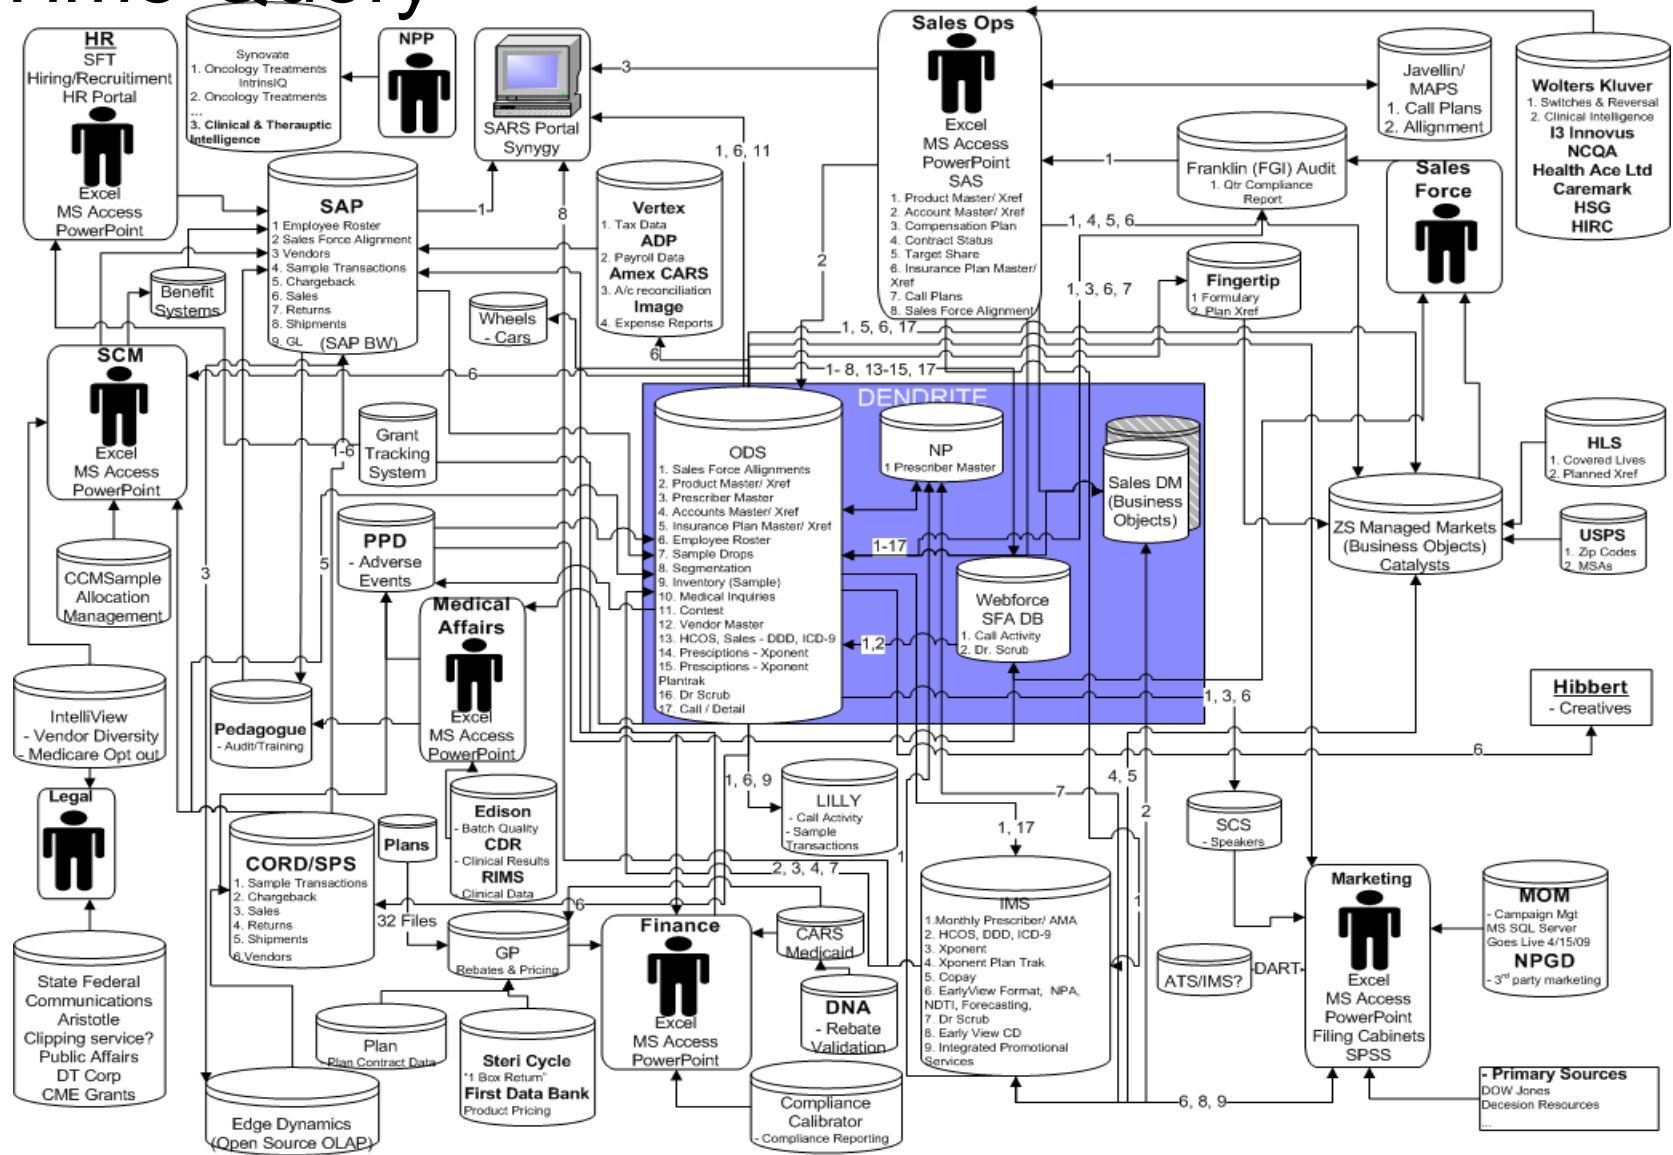 HR
SFT
Hiring/Recruitiment
HR Portal
Excel
MS Access
PowerPoint
Synovate
1. Oncology Treatments
IntrinsIQ
2. Oncology Treatments
...
3. Clinical & Therauptic
Intelligence
NPP
SARS Portal
Synygy
Sales Ops
Excel
MS Access
PowerPoint
SAS
1. Product Master/ Xref
2. Account Master/ Xref
3. Compensation Plan
4. Contract Status
5. Target Share
6. Insurance Plan Master/
Xref
7. Call Plans
8. Sales Force Alignment
Javellin/
MAPS
1. Call Plans
2. Allignment
Wolters Kluver
1. Switches & Reversal
2. Clinical Intelligence
I3 Innovus
NCQA
Health Ace Ltd
Caremark
HSG
HIRC
Franklin (FGI) Audit
1. Qtr Compliance
Report
Sales
Force
3
1, 6, 11
1
8
2
1
1, 4, 5, 6
1, 3, 6, 7
SAP
1 Employee Roster
2 Sales Force Alignment
3 Vendors
4. Sample Transactions
5. Chargeback
6. Sales
7. Returns
8. Shipments
9. GL
(SAP BW)
Vertex
1. Tax Data
ADP
2. Payroll Data
Amex CARS
3. A/c reconciliation
Image
4. Expense Reports
Benefit
Systems
Wheels
- Cars
Fingertip
1 Formulary
2. Plan Xref
6
1, 5, 6, 17
6
1- 8, 13-15, 17
SCM
Excel
MS Access
PowerPoint
Grant
Tracking
System
1-6
DENDRITE
ODS
1. Sales Force Allignments
2. Product Master/ Xref
3. Prescriber Master
4. Accounts Master/ Xref
5. Insurance Plan Master/ Xref
6. Employee Roster
7. Sample Drops
8. Segmentation
9. Inventory (Sample)
10. Medical Inquiries
11. Contest
12. Vendor Master
13. HCOS, Sales - DDD, ICD-9
14. Presciptions - Xponent
15. Presciptions - Xponent
Plantrak
16. Dr Scrub
17. Call / Detail
NP
1 Prescriber Master
Sales DM
(Business
Objects)
HLS
1. Covered Lives
2. Planned Xref
USPS
1. Zip Codes
2. MSAs
ZS Managed Markets
(Business Objects)
Catalysts
1-17
Webforce
SFA DB
1. Call Activity
2. Dr. Scrub
1,2
PPD
- Adverse
Events
CCMSample
Allocation
Management
3
5
Medical
Affairs
Excel
MS Access
PowerPoint
Pedagogue
- Audit/Training
IntelliView
- Vendor Diversity
- Medicare Opt out
Hibbert
- Creatives
1, 3, 6
6
Legal
1, 6, 9
LILLY
- Call Activity
- Sample
Transactions
Edison
- Batch Quality
CDR
- Clinical Results
RIMS
- Clinical Data
Plans
32 Files
7
4, 5
2
1, 17
SCS
- Speakers
CORD/SPS
1. Sample Transactions
2. Chargeback
3. Sales
4. Returns
5. Shipments
6.Vendors
1
2, 3, 4, 7
6
1
GP
Rebates & Pricing
Finance
Excel
MS Access
PowerPoint
CARS
Medicaid
DNA
- Rebate
Validation
IMS
1.Monthly Prescriber/ AMA
2. HCOS, DDD, ICD-9
3. Xponent
4. Xponent Plan Trak
5. Copay
6. EarlyView Format, NPA,
NDTI, Forecasting,
7. Dr Scrub
8. Early View CD
9. Integrated Promotional
Services
ATS/IMS?
DART
Marketing
Excel
MS Access
PowerPoint
Filing Cabinets
SPSS
MOM
- Campaign Mgt
MS SQL Server
Goes Live 4/15/09
NPGD
- 3rd party marketing
State Federal
Communications
Aristotle
Clipping service?
Public Affairs
DT Corp
CME Grants
Plan
- Plan Contract Data
Steri Cycle
"1 Box Return"
First Data Bank
Product Pricing
Compliance
Calibrator
- Compliance Reporting
Edge Dynamics
(Open Source OLAP)
6, 8, 9
- Primary Sources
DOW Jones
Decesion Resources
...